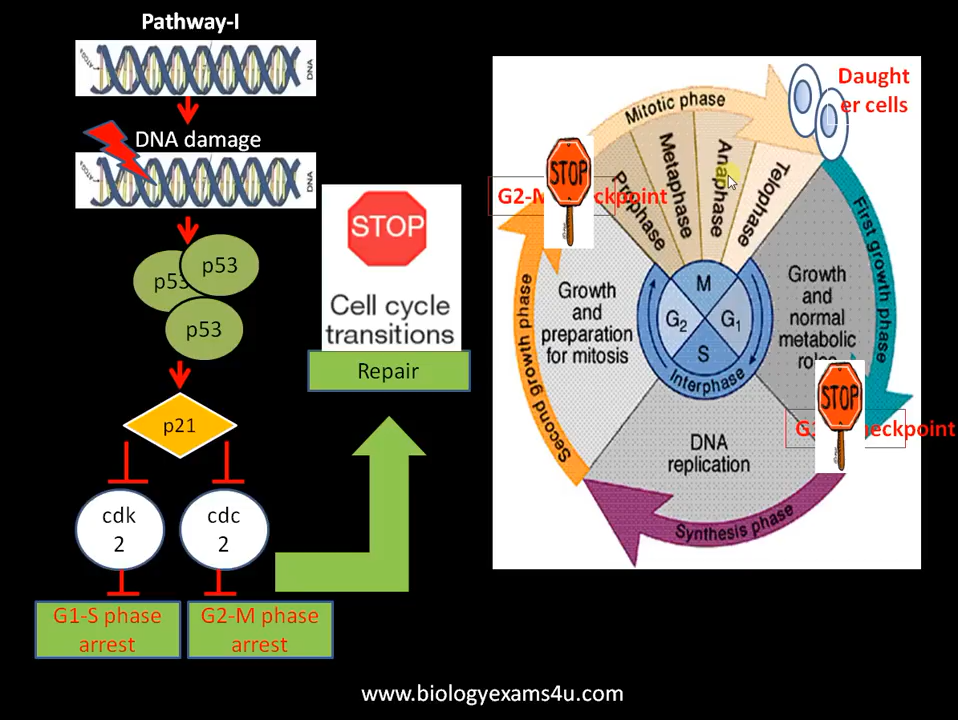 Pathway-I
DNA
DNA damage
DNA
p53
p53
p53
p21
cdk
2
cdc
2
G1-S phase
arrest
G2-M phase
arrest
STOP
Cell cycle
transitions
Repair
Daught
er cells
Mitotic phase
STOP
Prophase
Metaphase
Anaphase
Telophase
First growth phase
Second growth phase
Growth
and
preparation
for mitosis
M
G2
G1
S
Interphase
Growth
and
normal
metabolic
STOP
DNA
replication
Synthesis phase
www.biologyexams4u.com